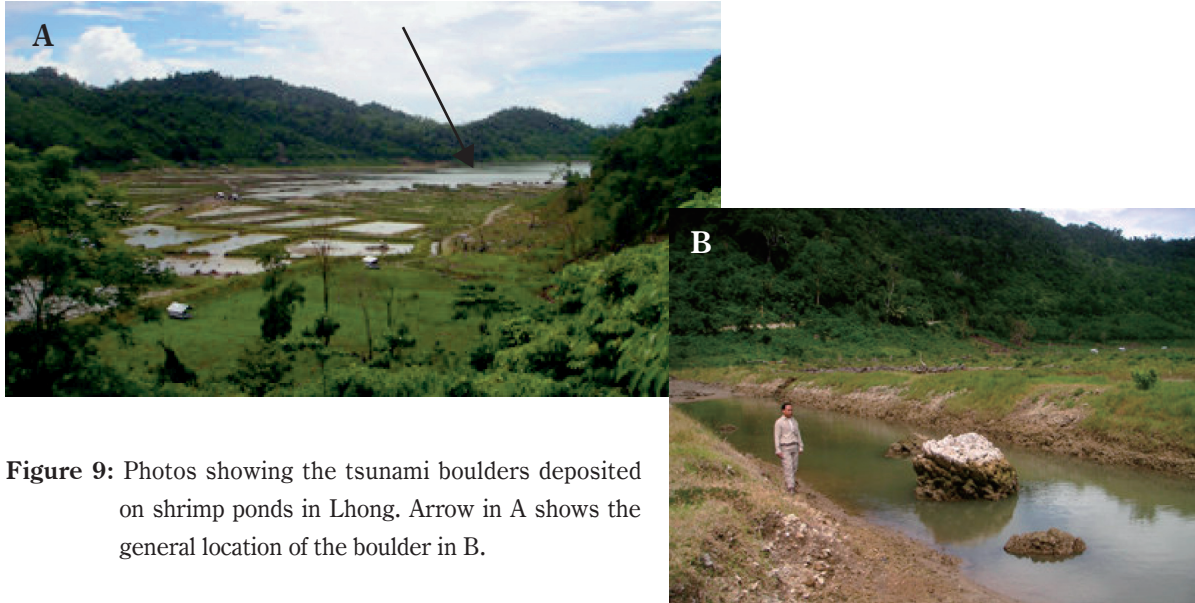 A
B
Figure 9: Photos showing the tsunami boulders deposited
on shrimp ponds in Lhong. Arrow in A shows the
general location of the boulder in B.